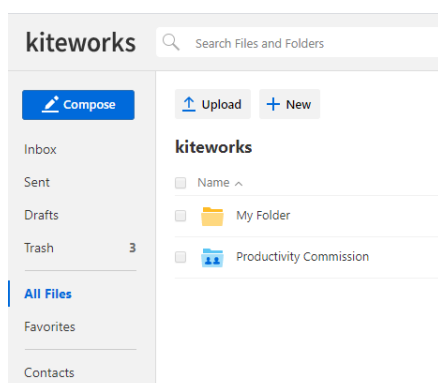 kiteworks
Search Files and Folders
Compose
Upload
New
Inbox
kiteworks
Sent
Name
Drafts
My Folder
Trash 3
Productivity Commission
All Files
Favorites
Contacts